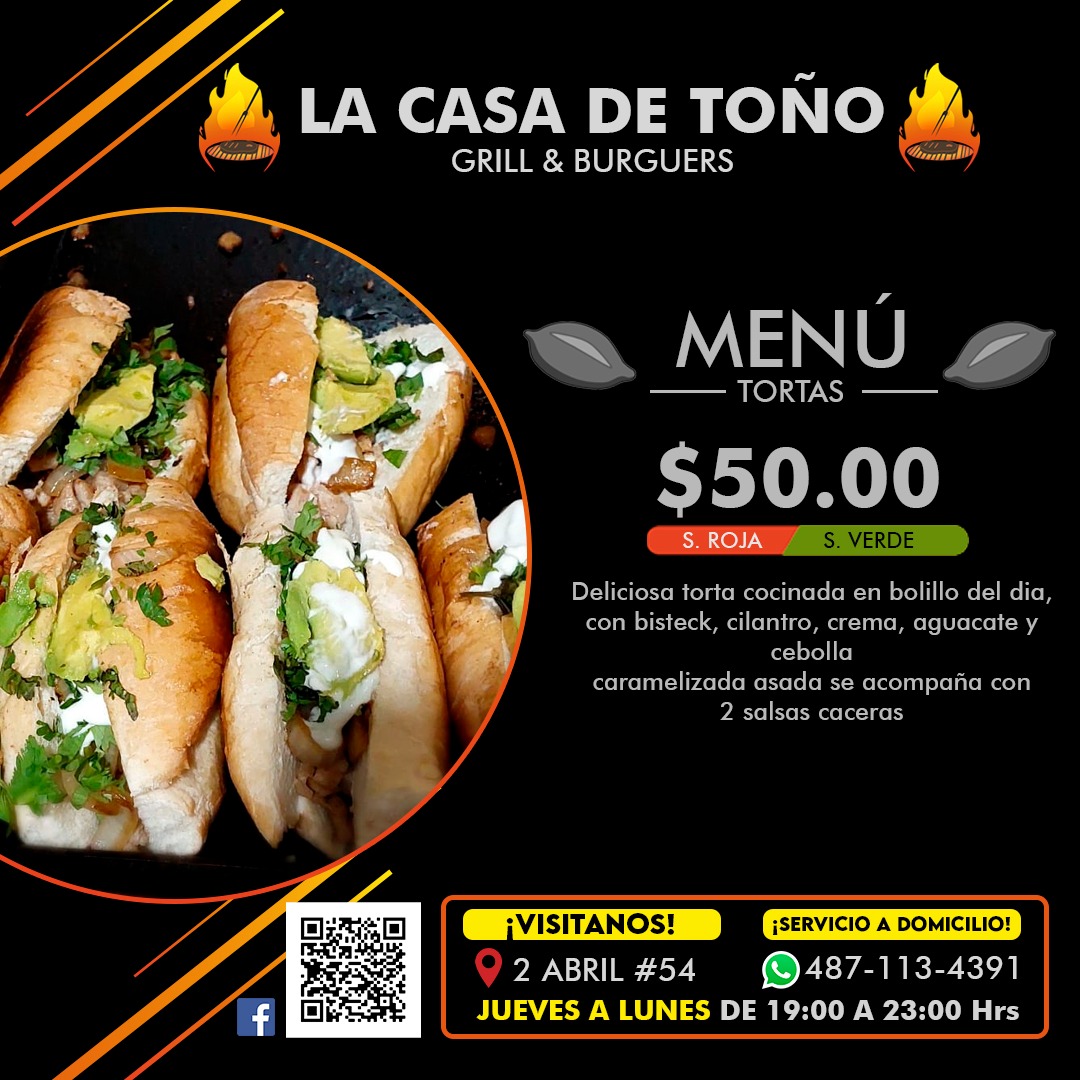 LA CASA DE TOÑO
GRILL & BURGUERS
MENÚ
TORTAS
$50.00
S. ROJA S. VERDE
Deliciosa torta cocinada en bolillo del dia,
con bisteck, cilantro, crema, aguacate y
cebolla
caramelizada asada se acompaña con
2 salsas caceras
¡VISITANOS!
2 ABRIL #54
¡SERVICIO A DOMICILIO!
487-113-4391
JUEVES A LUNES DE 19:00 A 23:00 Hrs
f